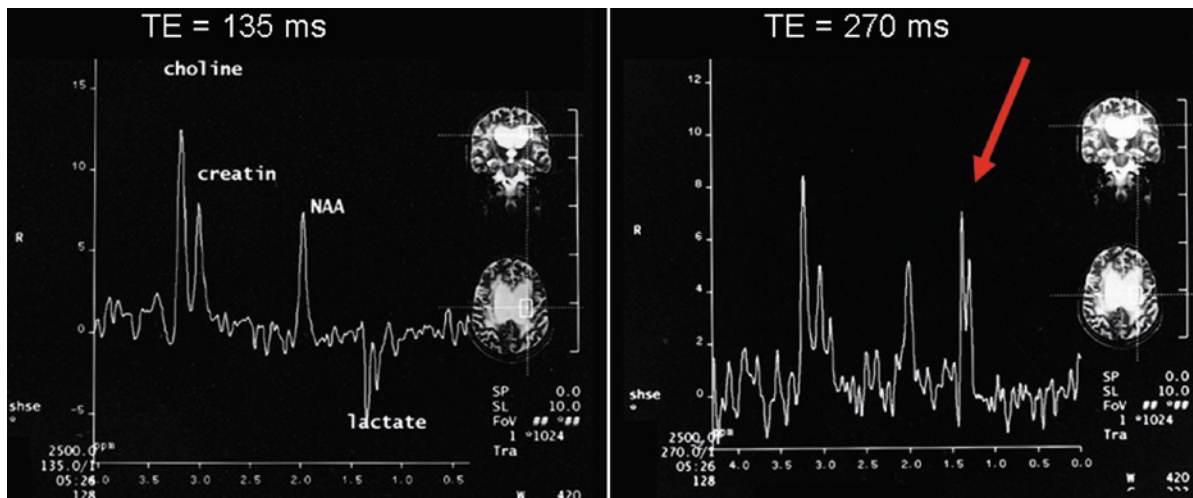 TE = 135 ms
choline
15
creatin
10
NAA
R
5
0
lactate
-5
shse
*
ppm
2500.0
135.0/1
05:26
128
3.5
3.0
2.5
2.0
1.5
1.0
0.5
SP 0.0
SL 10.0
FoV ## *##
1 *1024
Tra
W 420
TE = 270 ms
12
10
8
R
6
4
2
0
shse
*
ppm
2500.0
270.0/1
05:26
128
4.0
3.5
3.0
2.5
2.0
1.5
1.0
0.5
0.0
SP 0.0
SL 10.0
FoV ## *##
1 *1024
Tra
W 420